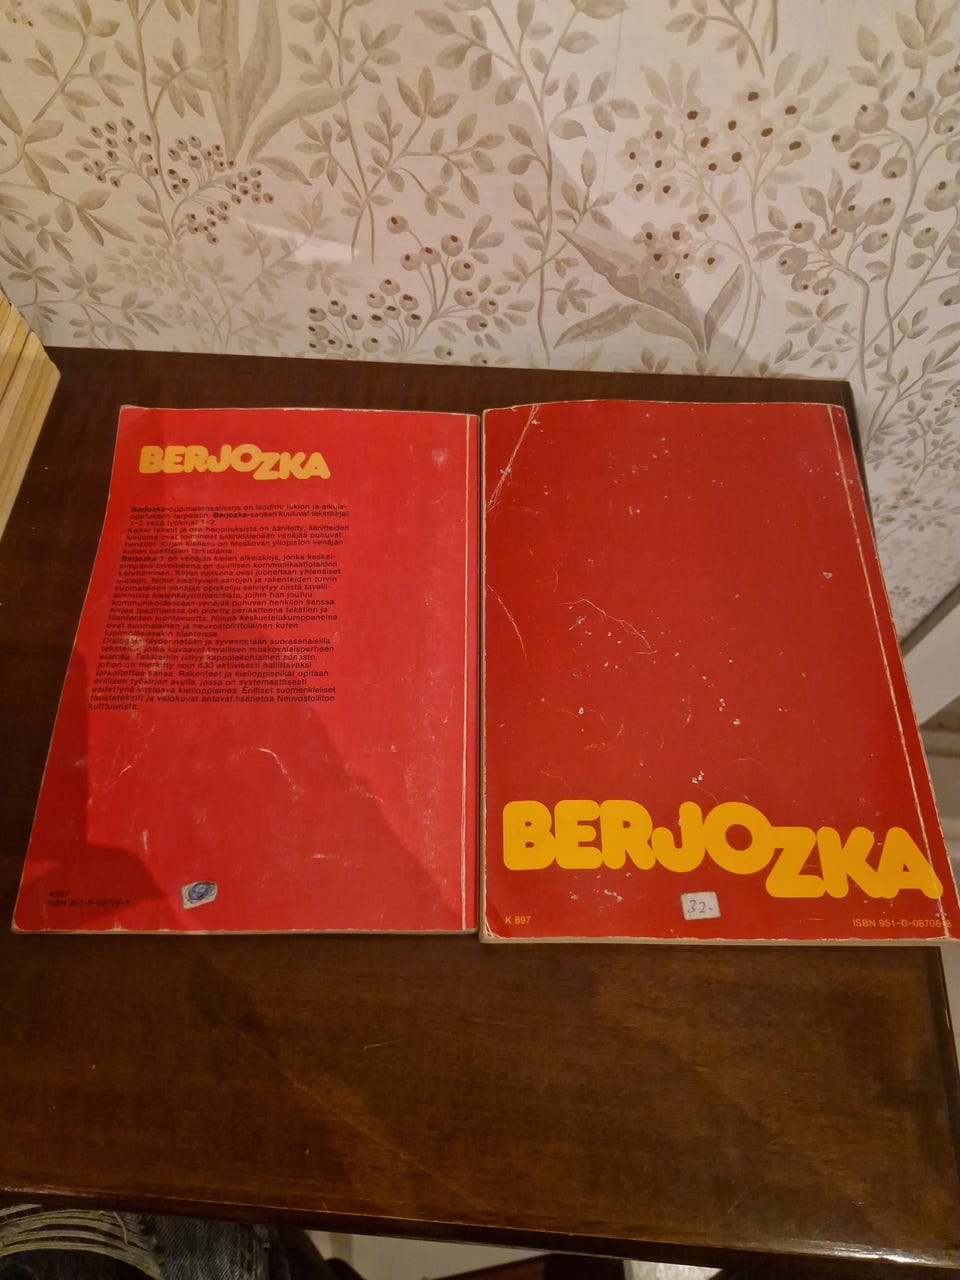 BERJOZKA
Berjozka-oppimateriaalisarja on laadittu lukion ja aikuis-
opetuksen tarpeisiin. Berjozka-sarjaan kuuluvat tekstikirjat
1–2 sekä työkirjat 1–2.
Kaikki tekstit ja osa harjoituksista on äänitetty, äänitteiden
lukijoina ovat toimineet äidinkielenään venäjää puhuvat
henkilöt. Kirjan kieliasu on Moskovan yliopiston venäjän
kielen opettajien tarkistama.
Berjozka 1 on venäjän kielen alkeiskirja, jonka keskei-
simpänä tavoitteena on suullisen kommunikaatiotaidon
kehittäminen. Kirjan runkona ovat juoneltaan yhtenäiset
dialogit. Niihin sisältyvien sanojen ja rakenteiden turvin
suomalainen venäjän opiskelija selviytyy niistä tavalli-
simmista kielenkäyttötilanteista, joihin hän joutuu
kommunikoidessaan venäjää puhuvan henkilön kanssa.
Kirjaa laadittaessa on pidetty periaatteena tekstien ja
tilanteiden luontevuutta. Niinpä keskustelukumppaneina
ovat suomalainen ja neuvostoliittolainen kuten
luonnollisissakin tilanteissa.
Dialogeja täydennetään ja syvennetään suorasanaisilla
teksteillä, jotka kuvaavat tavallisen moskovalaisperheen
elämää. Teksteihin liittyy kappalekohtainen sanasto,
johon on merkitty noin 430 aktiivisesti hallittavaksi
tarkoitettua sanaa. Rakenteet ja kielioppiseikat opitaan
erillisen työkirjan avulla, jossa on systemaattisesti
esitettynä vastaava kielioppiaines. Erilliset suomenkieliset
taustatekstit ja valokuvat antavat lisätietoa Neuvostoliiton
kulttuurista.
K897
ISBN 951-0-08705-X
BERJOZKA
32-
K 897
ISBN 951-0-08706-8